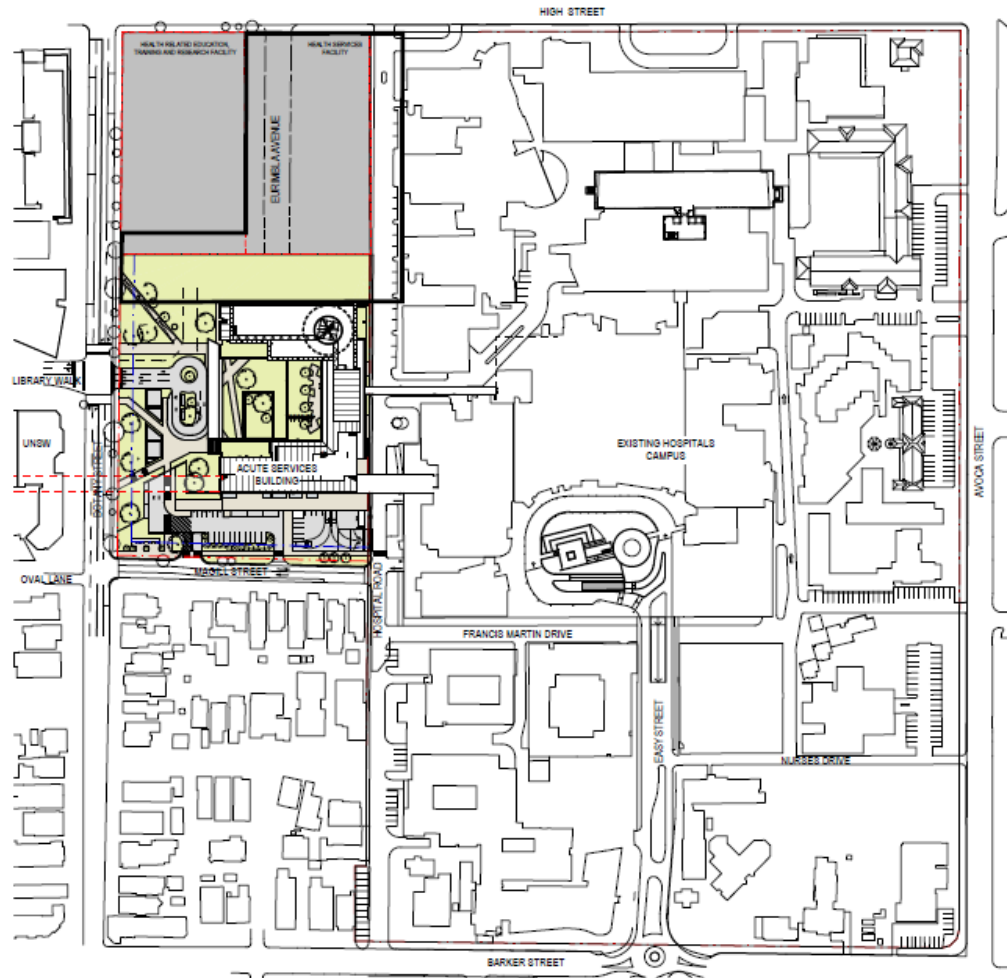 HIGH STREET
HEALTH RELATED EDUCATION,
TRAINING AND RESEARCH FACILITY
HEALTH SERVICES
FACILITY
EURIMBLA AVENUE
LIBRARY WALK
UNSW
BOTANY STREET
ACUTE SERVICES
BUILDING
EXISTING HOSPITALS
CAMPUS
AVOCA STREET
OVAL LANE
MAGILL STREET
HOSPITAL ROAD
FRANCIS MARTIN DRIVE
EASY STREET
NURSES DRIVE
BARKER STREET